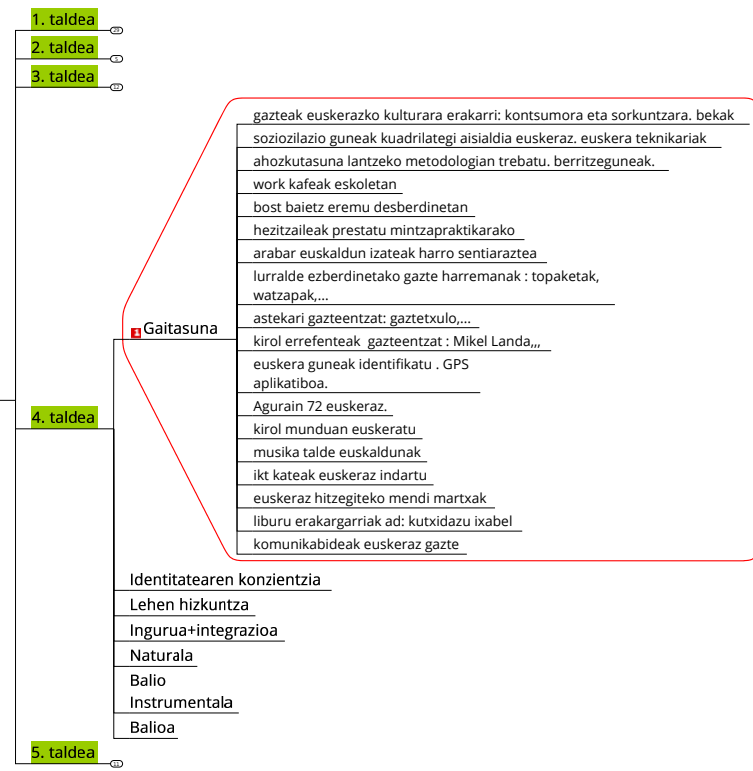 1. taldea
2. taldea
3. taldea
gazteak euskerazko kulturara erakarri: kontsumora eta sorkuntzara. bekak
soziozilazio guneak kuadrilategi aisialdia euskeraz. euskera teknikariak
ahozkutasuna lantzeko metodologian trebatu. berritzeguneak.
work kafeak eskoletan
bost baietz eremu desberdinetan
hezitzaileak prestatu mintzapraktikarako
arabar euskaldun izateak harro sentiaraztea
lurralde ezberdinetako gazte harremanak : topaketak,
watzapak,...
1 Gaitasuna
astekari gazteentzat: gaztetxulo,...
kirol errefenteak gazteentzat : Mikel Landa,,,
euskera guneak identifikatu . GPS
aplikatiboa.
Agurain 72 euskeraz.
4. taldea
kirol munduan euskeratu
musika talde euskaldunak
ikt kateak euskeraz indartu
euskeraz hitzegiteko mendi martxak
liburu erakargarriak ad: kutxidazu ixabel
komunikabideak euskeraz gazte
Identitatearen konzientzia
Lehen hizkuntza
Ingurua+integrazioa
Naturala
Balio
Instrumentala
Balioa
5. taldea